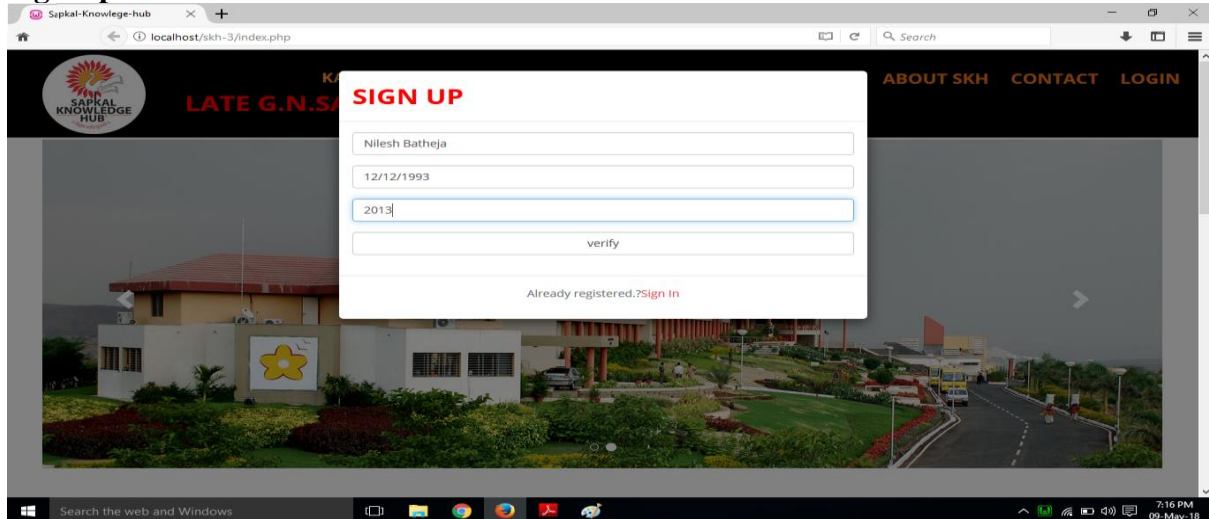 Sapkal-Knowlege-hub
localhost/skh-3/index.php
Search
SAPKAL
KNOWLEDGE
HUB
LATE G.N.SA
ABOUT SKH CONTACT LOGIN
SIGN UP
Nilesh Batheja
12/12/1993
2013
verify
Already registered.?Sign In
Search the web and Windows
7:16 PM
09-May-18